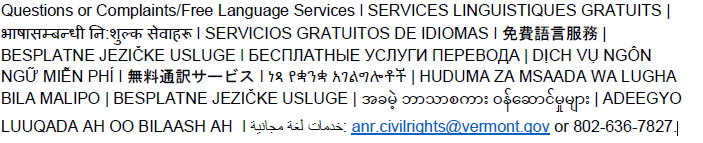 Questions or Complaints/Free Language Services I SERVICES LINGUISTIQUES GRATUITS |
भाषासम्बन्धी नि:शुल्क सेवाहरू | SERVICIOS GRATUITOS DE IDIOMAS I 免費語言服務 |
BESPLATNE JEZIČKE USLUGE I БЕСПЛАТНЫЕ УСЛУГИ ПЕРЕВОДА | DỊCH VỤ NGÔN
NGỮ MIỄN PHÍ I 無料通訳サービス I ነጻ የቋንቋ አገልግሎቶች | HUDUMA ZA MSAADA WA LUGHA
BILA MALIPO | BESPLATNE JEZIČKE USLUGE | အခမဲ့ ဘာသာစကား ဝန်ဆောင်မှုများ | ADEEGYO
LUUQADA AH OO BILAASH AH I خدمات لغة مجانية: anr.civilrights@vermont.gov or 802-636-7827.